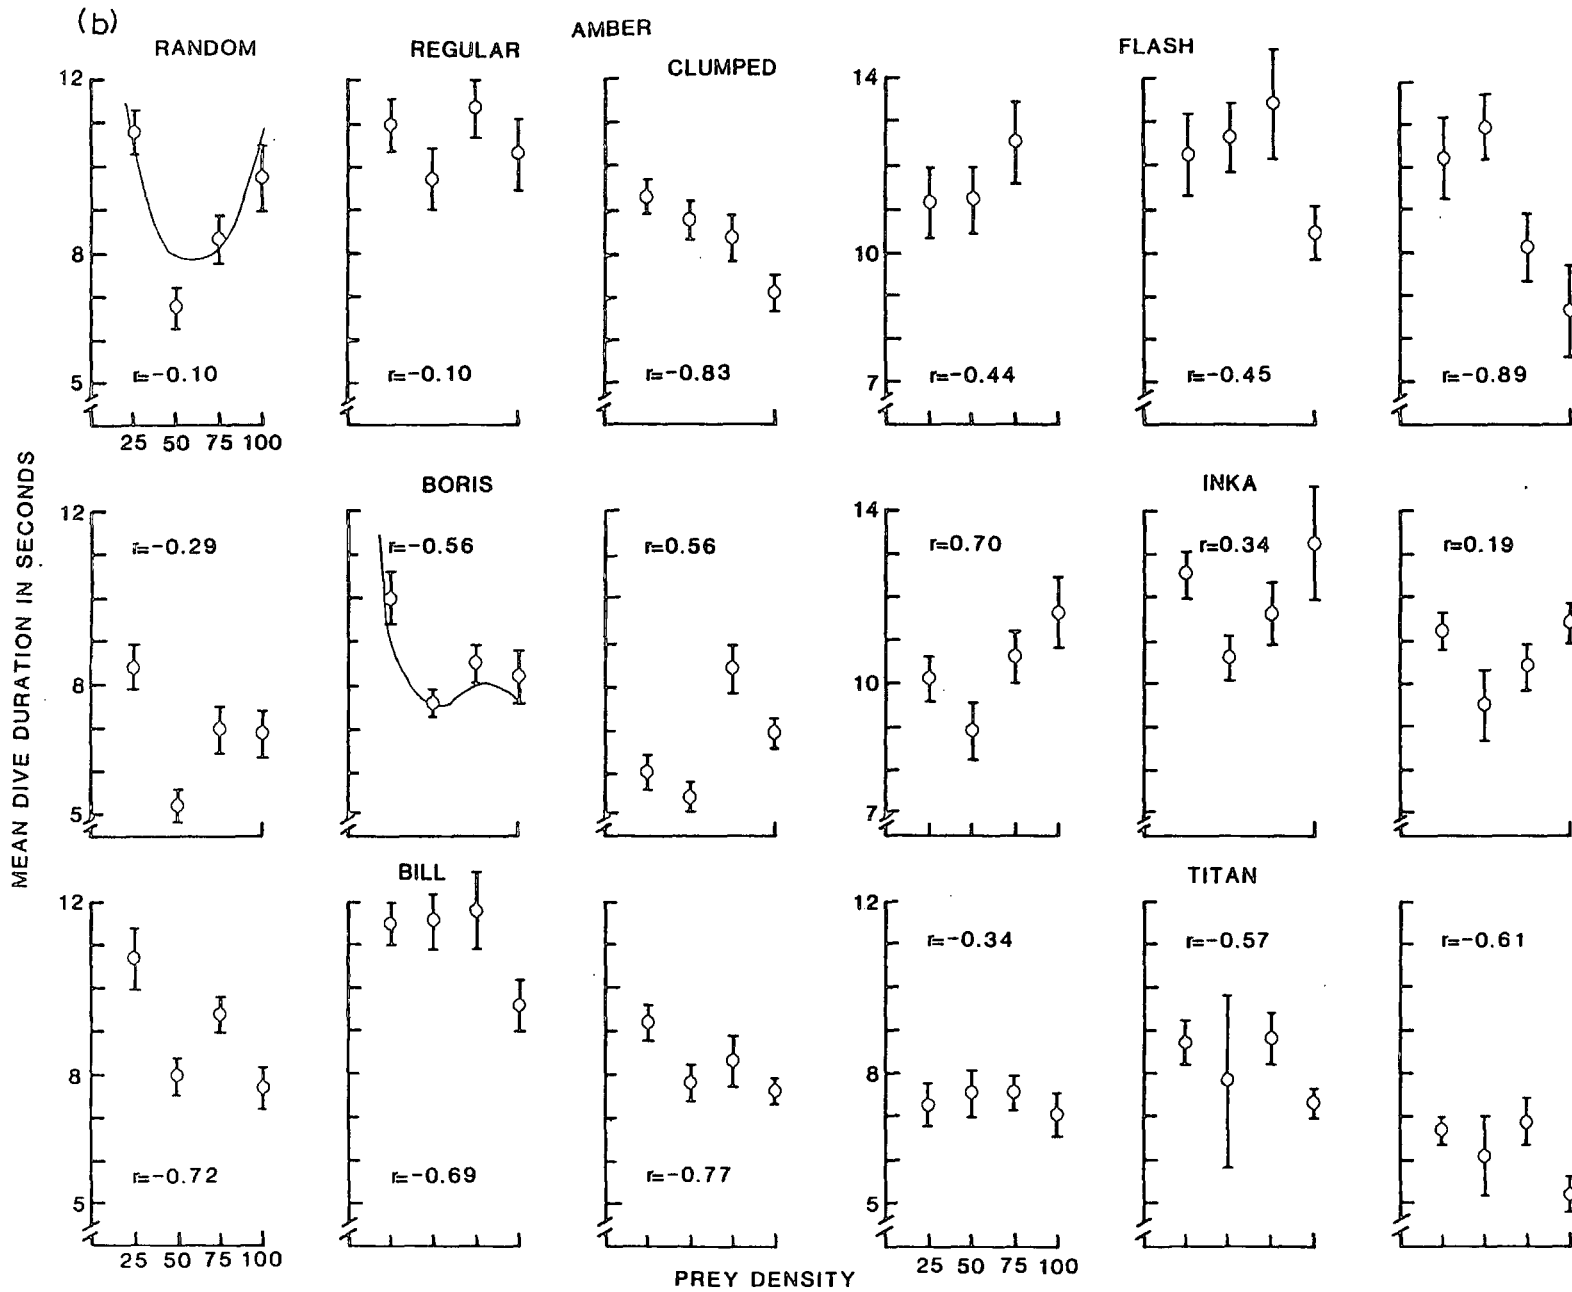 (b)
AMBER
RANDOM REGULAR CLUMPED FLASH
12
8
5
r=-0.10
r=-0.10
r=-0.83
14
10
7
r=-0.44
r=-0.45
r=-0.89
25 50 75 100
BORIS
INKA
12
8
5
r=-0.29
r=-0.56
r=0.56
14
10
7
r=0.70
r=0.34
r=0.19
BILL
TITAN
12
8
5
r=-0.72
r=-0.69
r=-0.77
12
8
5
r=-0.34
r=-0.57
r=-0.61
25 50 75 100
25 50 75 100
MEAN DIVE DURATION IN SECONDS
PREY DENSITY